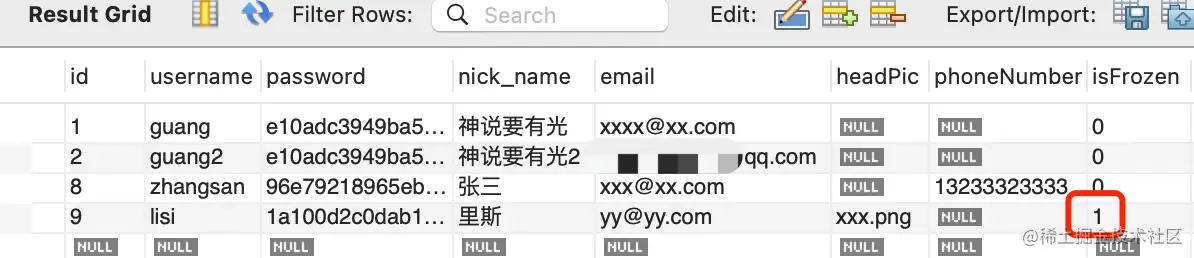 Result Grid Filter Rows: Search Edit: Export/Import:
id username password nick_name email headPic phoneNumber isFrozen
1 guang e10adc3949ba5... 神说要有光 xxxx@xx.com NULL NULL 0
2 guang2 e10adc3949ba5... 神说要有光2 qq.com NULL NULL 0
8 zhangsan 96e79218965eb... 张三 xxx@xx.com NULL 13233323333 0
9 lisi 1a100d2c0dab1... 里斯 yy@yy.com xxx.png NULL 1
NULL NULL NULL NULL NULL NULL NULL NULL
@稀土掘金技术社区